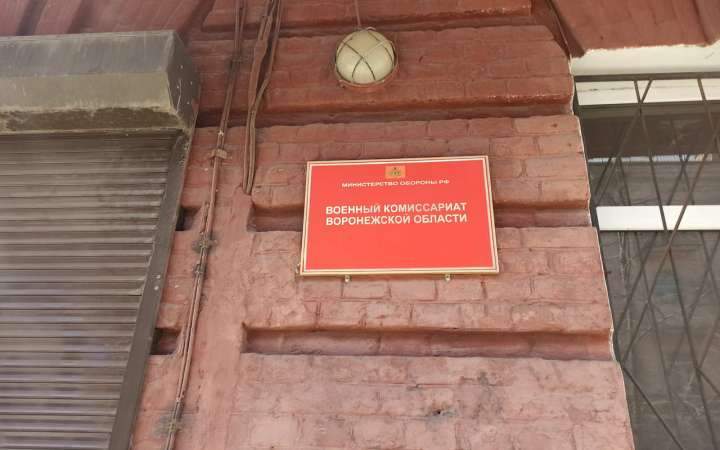 МИНИСТЕРСТВО ОБОРОНЫ РФ
ВОЕННЫЙ КОМИССАРИАТ
ВОРОНЕЖСКОЙ ОБЛАСТИ